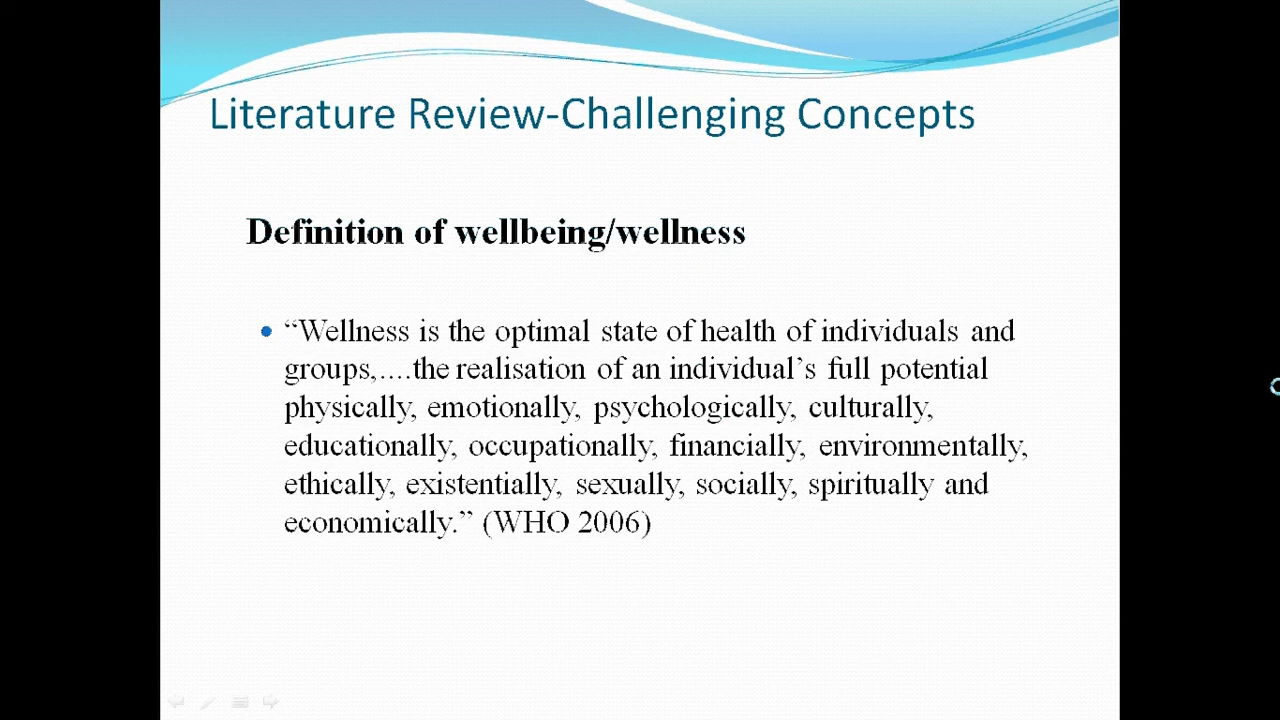 Literature Review-Challenging Concepts
Definition of wellbeing/wellness
“Wellness is the optimal state of health of individuals and
groups,....the realisation of an individual’s full potential
physically, emotionally, psychologically, culturally,
educationally, occupationally, financially, environmentally,
ethically, existentially, sexually, socially, spiritually and
economically.” (WHO 2006)